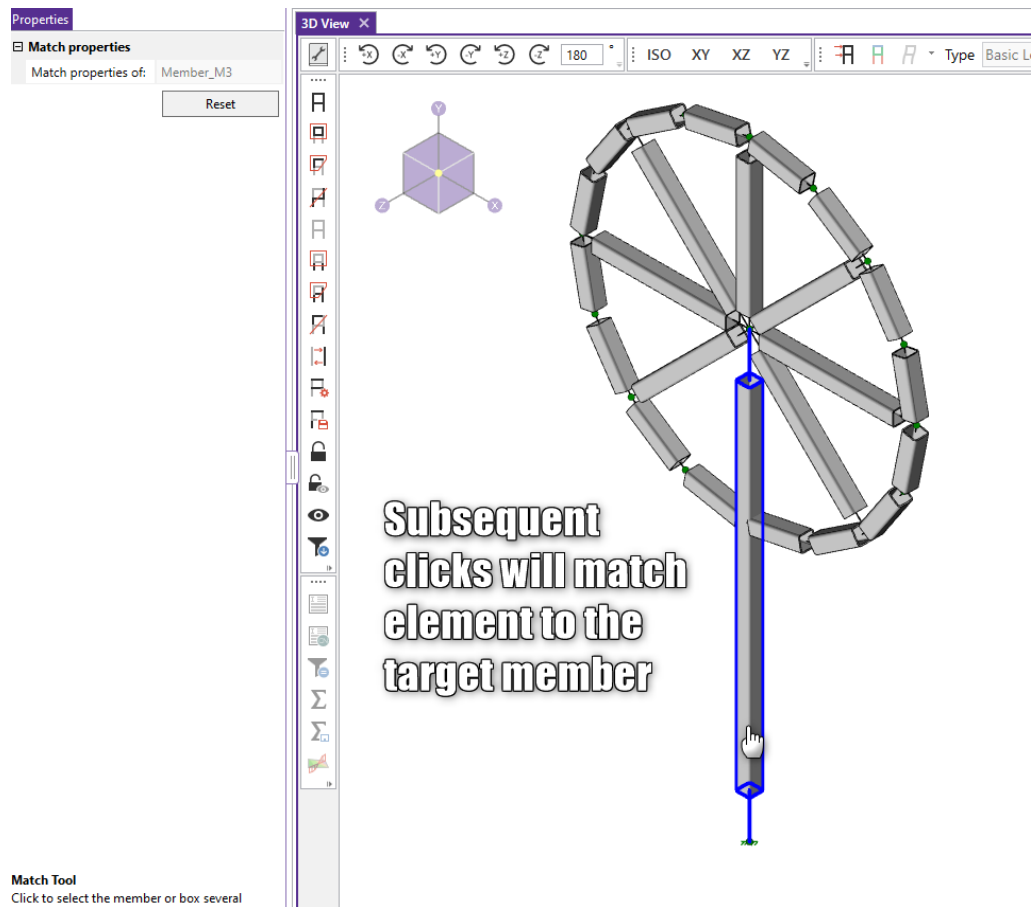 Properties
3D View
Match properties
Match properties of: Member_M3
Reset
+X -X +Y -Y +Z -Z 180 ° ISO XY XZ YZ Type Basic
Y
Z
X
Subsequent
clicks will match
element to the
target member
Match Tool
Click to select the member or box several